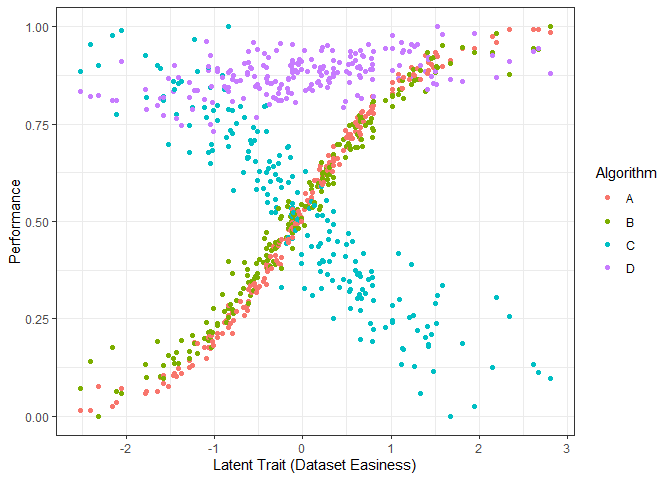 1.00
0.75
0.50
0.25
0.00
Performance
-2
-1
0
1
2
3
Latent Trait (Dataset Easiness)
Algorithm
A
B
C
D